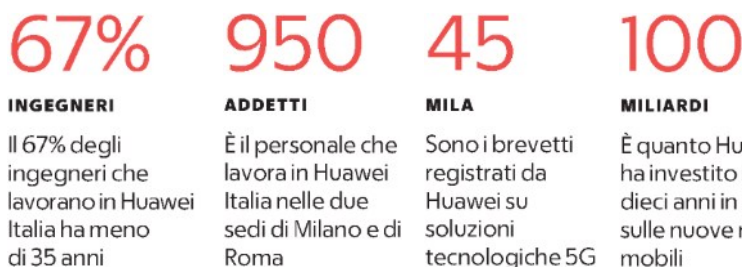 67%
INGEGNERI
Il 67% degli
ingegneri che
lavorano in Huawei
Italia ha meno
di 35 anni
950
ADDETTI
È il personale che
lavora in Huawei
Italia nelle due
sedi di Milano e di
Roma
45
MILA
Sono i brevetti
registrati da
Huawei su
soluzioni
tecnologiche 5G
100
MILIARDI
È quanto
ha investito
dieci anni in
sulle nuove
mobili